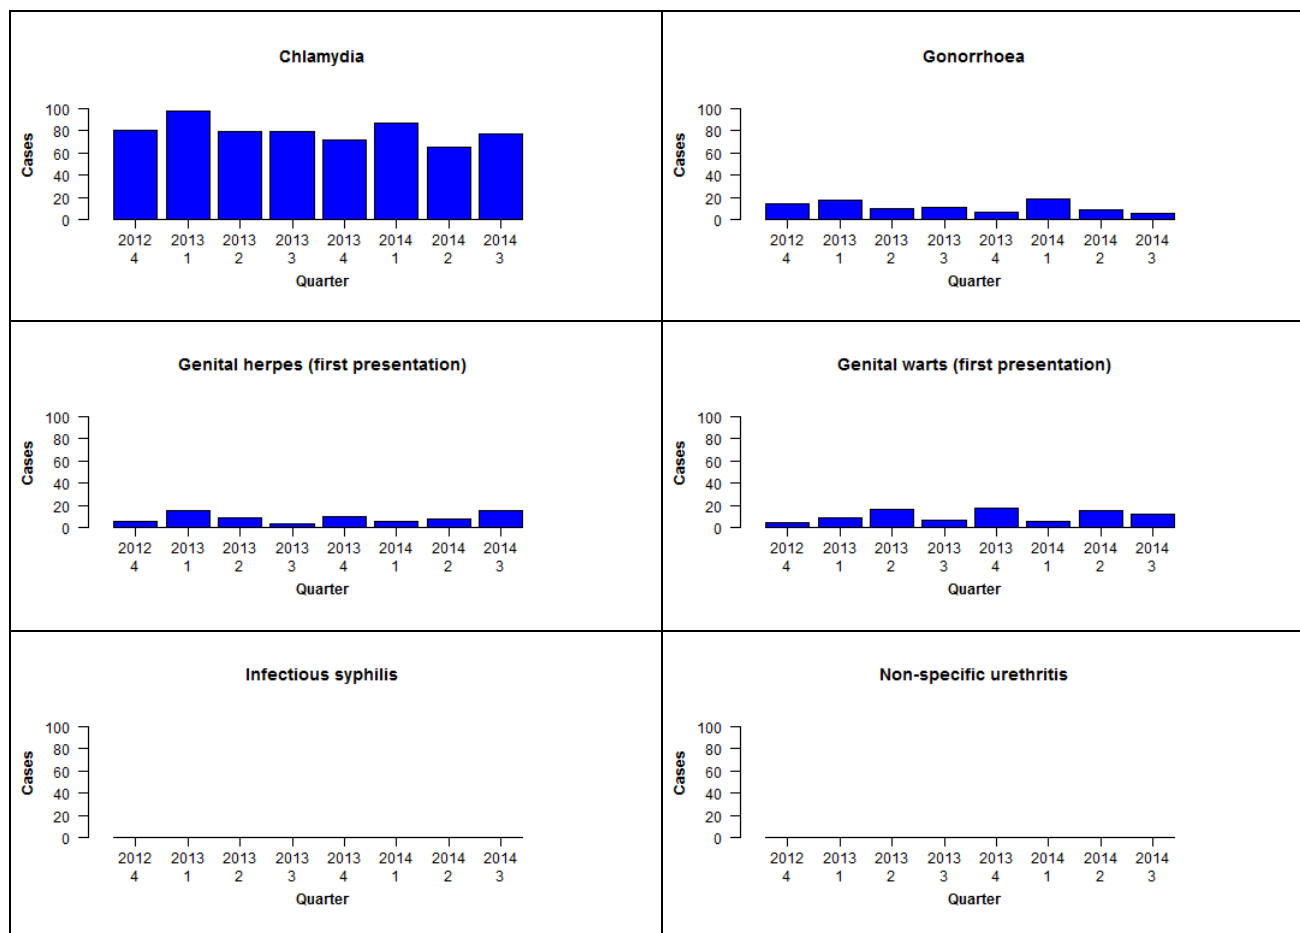 Chlamydia
Cases
100
80
60
40
20
0
2012 2013 2013 2013 2013 2014 2014 2014
4 1 2 3 4 1 2 3
Quarter
Gonorrhoea
Cases
100
80
60
40
20
0
2012 2013 2013 2013 2013 2014 2014 2014
4 1 2 3 4 1 2 3
Quarter
Genital herpes (first presentation)
Cases
100
80
60
40
20
0
2012 2013 2013 2013 2013 2014 2014 2014
4 1 2 3 4 1 2 3
Quarter
Genital warts (first presentation)
Cases
100
80
60
40
20
0
2012 2013 2013 2013 2013 2014 2014 2014
4 1 2 3 4 1 2 3
Quarter
Infectious syphilis
Cases
100
80
60
40
20
0
2012 2013 2013 2013 2013 2014 2014 2014
4 1 2 3 4 1 2 3
Quarter
Non-specific urethritis
Cases
100
80
60
40
20
0
2012 2013 2013 2013 2013 2014 2014 2014
4 1 2 3 4 1 2 3
Quarter